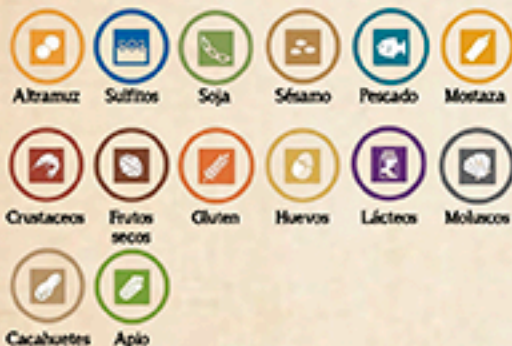 Altramuz Sulfitos Soja Sésamo Pescado Mostaza
Crustaceos Frutos secos Gluten Huevos Lácteos Moluscos
Cacahuetes Apio